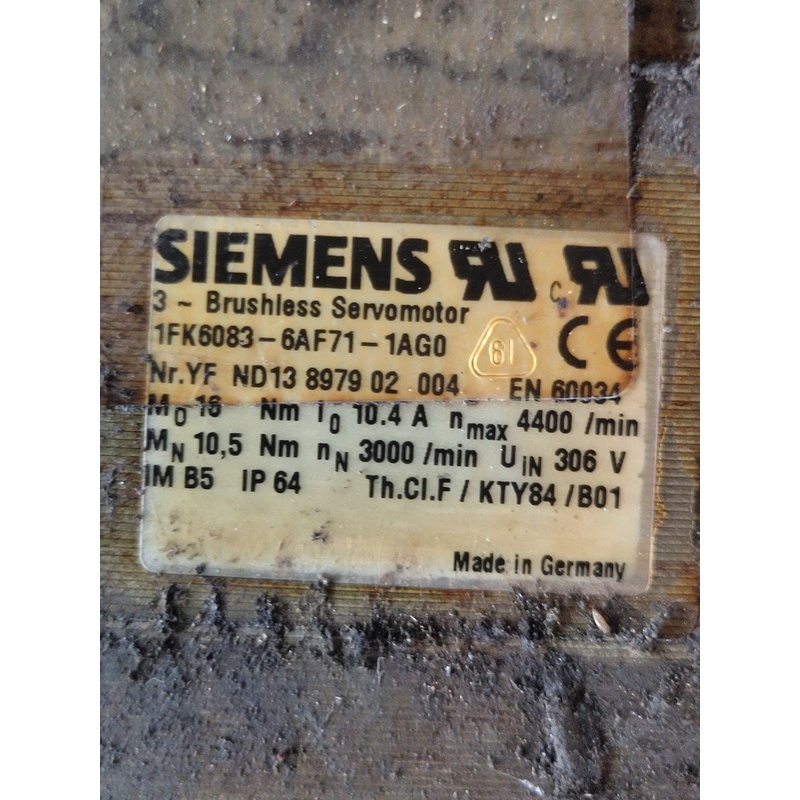 SIEMENS
3 ~ Brushless Servomotor
1FK6083-6AF71-1AG0
61 CE
Nr.YF ND13 8979 02 004 EN 60034
M0 16 Nm I0 10.4 A nmax 4400 /min
MN 10,5 Nm nN 3000 /min UIN 306 V
IM B5 IP 64 Th.Cl.F / KTY84 /B01
Made in Germany